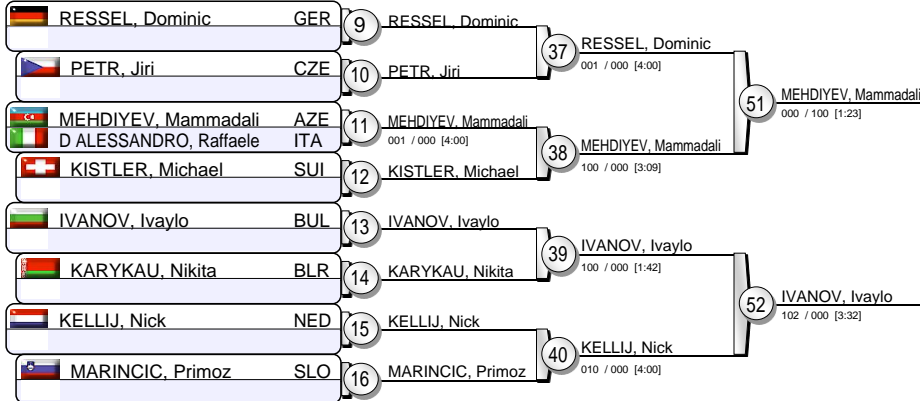 RESSEL, Dominic GER
PETR, Jiri CZE
MEHDIYEV, Mammadali AZE
D ALESSANDRO, Raffaele ITA
KISTLER, Michael SUI
IVANOV, Ivaylo BUL
KARYKAU, Nikita BLR
KELLIJ, Nick NED
MARINCIC, Primoz SLO
9 RESSEL, Dominic
10 PETR, Jiri
11 MEHDIYEV, Mammadali
001 / 000 [4:00]
12 KISTLER, Michael
13 IVANOV, Ivaylo
14 KARYKAU, Nikita
15 KELLIJ, Nick
16 MARINCIC, Primoz
37 RESSEL, Dominic
001 / 000 [4:00]
38 MEHDIYEV, Mammadali
100 / 000 [3:09]
39 IVANOV, Ivaylo
100 / 000 [1:42]
40 KELLIJ, Nick
010 / 000 [4:00]
51 MEHDIYEV, Mammadali
000 / 100 [1:23]
52 IVANOV, Ivaylo
102 / 000 [3:32]